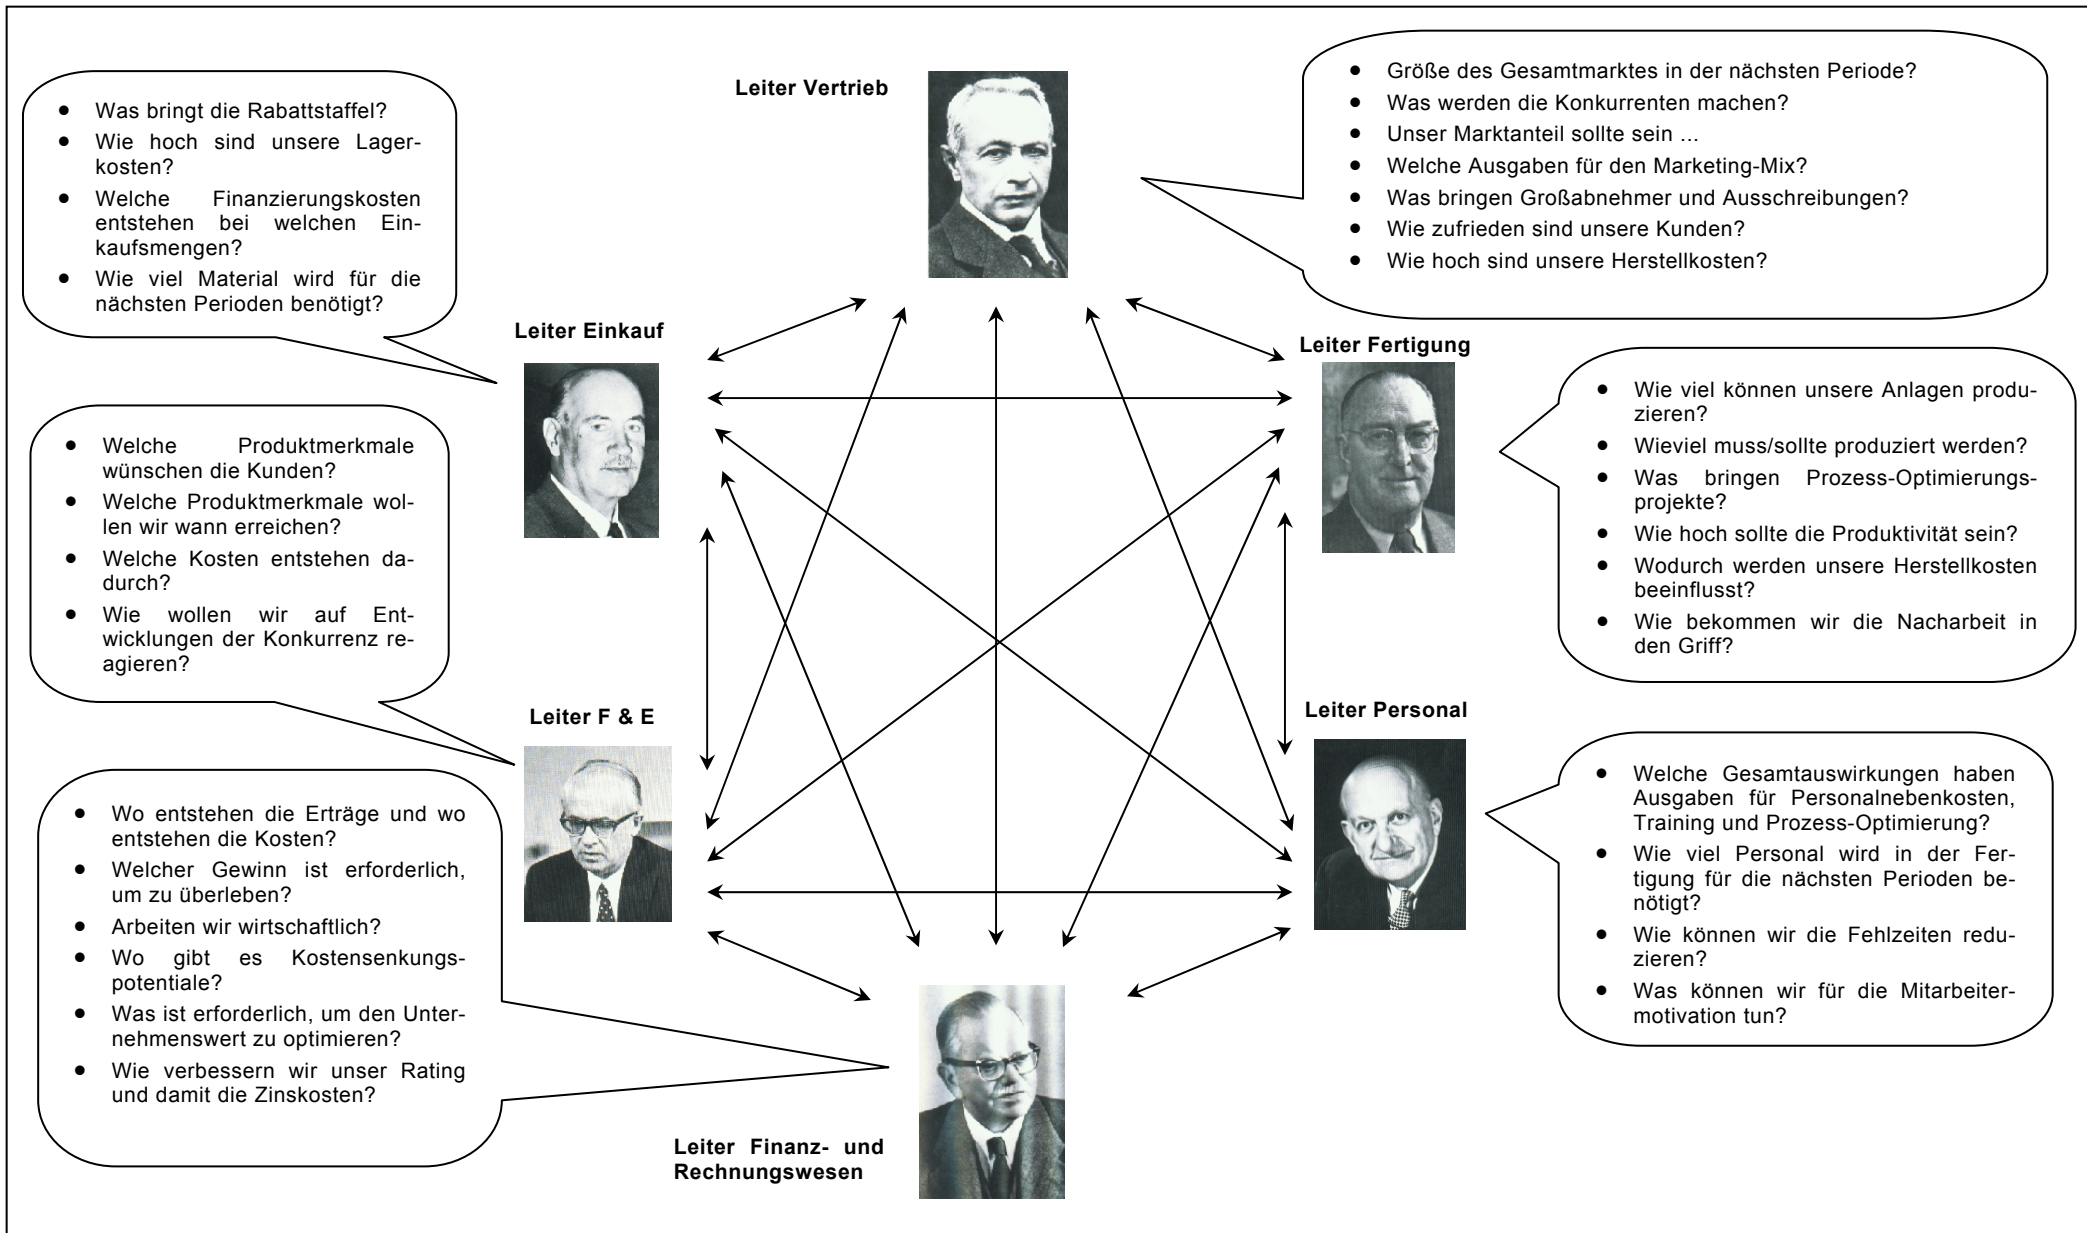 Leiter Vertrieb
• Größe des Gesamtmarktes in der nächsten Periode?
• Was werden die Konkurrenten machen?
• Unser Marktanteil sollte sein ...
• Welche Ausgaben für den Marketing-Mix?
• Was bringen Großabnehmer und Ausschreibungen?
• Wie zufrieden sind unsere Kunden?
• Wie hoch sind unsere Herstellkosten?
• Was bringt die Rabattstaffel?
• Wie hoch sind unsere Lager-
kosten?
• Welche Finanzierungskosten
entstehen bei welchen Ein-
kaufsmengen?
• Wie viel Material wird für die
nächsten Perioden benötigt?
Leiter Einkauf
Leiter Fertigung
• Wie viel können unsere Anlagen produ-
zieren?
• Wieviel muss/sollte produziert werden?
• Was bringen Prozess-Optimierungs-
projekte?
• Wie hoch sollte die Produktivität sein?
• Wodurch werden unsere Herstellkosten
beeinflusst?
• Wie bekommen wir die Nacharbeit in
den Griff?
• Welche Produktmerkmale
wünschen die Kunden?
• Welche Produktmerkmale wol-
len wir wann erreichen?
• Welche Kosten entstehen da-
durch?
• Wie wollen wir auf Ent-
wicklungen der Konkurrenz re-
agieren?
Leiter F & E
Leiter Personal
• Welche Gesamtauswirkungen haben
Ausgaben für Personalnebenkosten,
Training und Prozess-Optimierung?
• Wie viel Personal wird in der Fer-
tigung für die nächsten Perioden be-
nötigt?
• Wie können wir die Fehlzeiten redu-
zieren?
• Was können wir für die Mitarbeiter-
motivation tun?
• Wo entstehen die Erträge und wo
entstehen die Kosten?
• Welcher Gewinn ist erforderlich,
um zu überleben?
• Arbeiten wir wirtschaftlich?
• Wo gibt es Kostensenkungs-
potentiale?
• Was ist erforderlich, um den Unter-
nehmenswert zu optimieren?
• Wie verbessern wir unser Rating
und damit die Zinskosten?
Leiter Finanz- und
Rechnungswesen